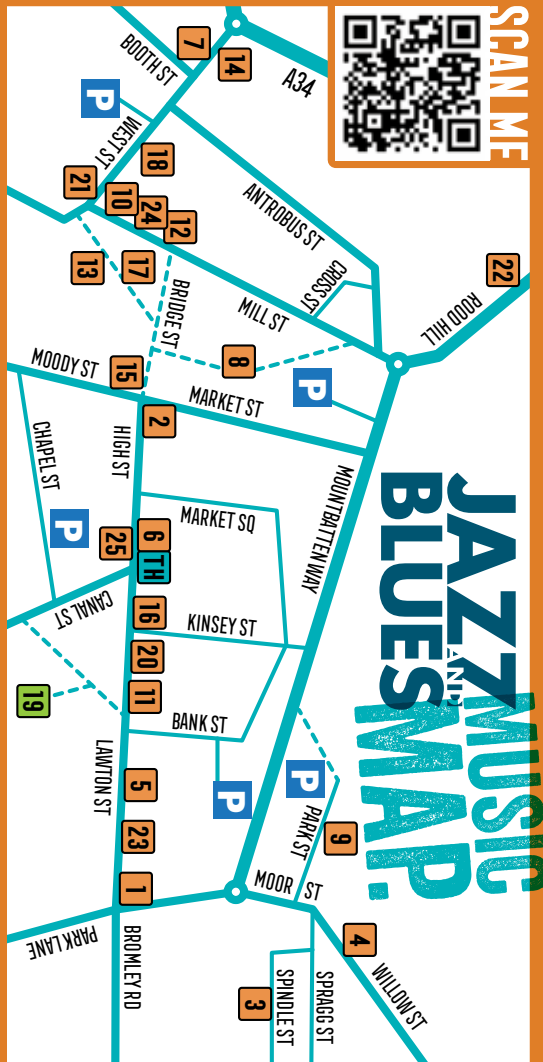 SCAN ME
JAZZ
AND
BLUES
MUSIC
MAP.
A34
BOOTH ST
WEST ST
ANTROBUS ST
CROSS ST
ROOD HILL
MILL ST
BRIDGE ST
MOODY ST
MARKET ST
CHAPEL ST
HIGH ST
MOUNTBATTEN WAY
MARKET SQ
CANAL ST
KINSEY ST
BANK ST
LAWTON ST
PARK ST
MOOR ST
WILLOW ST
PARK LANE
BROMLEY RD
SPRAGG ST
SPINDLE ST
7
14
P
18
21
10
24
12
13
17
22
8
15
2
P
P
25
6
TH
16
20
11
19
5
23
1
P
P
9
4
3